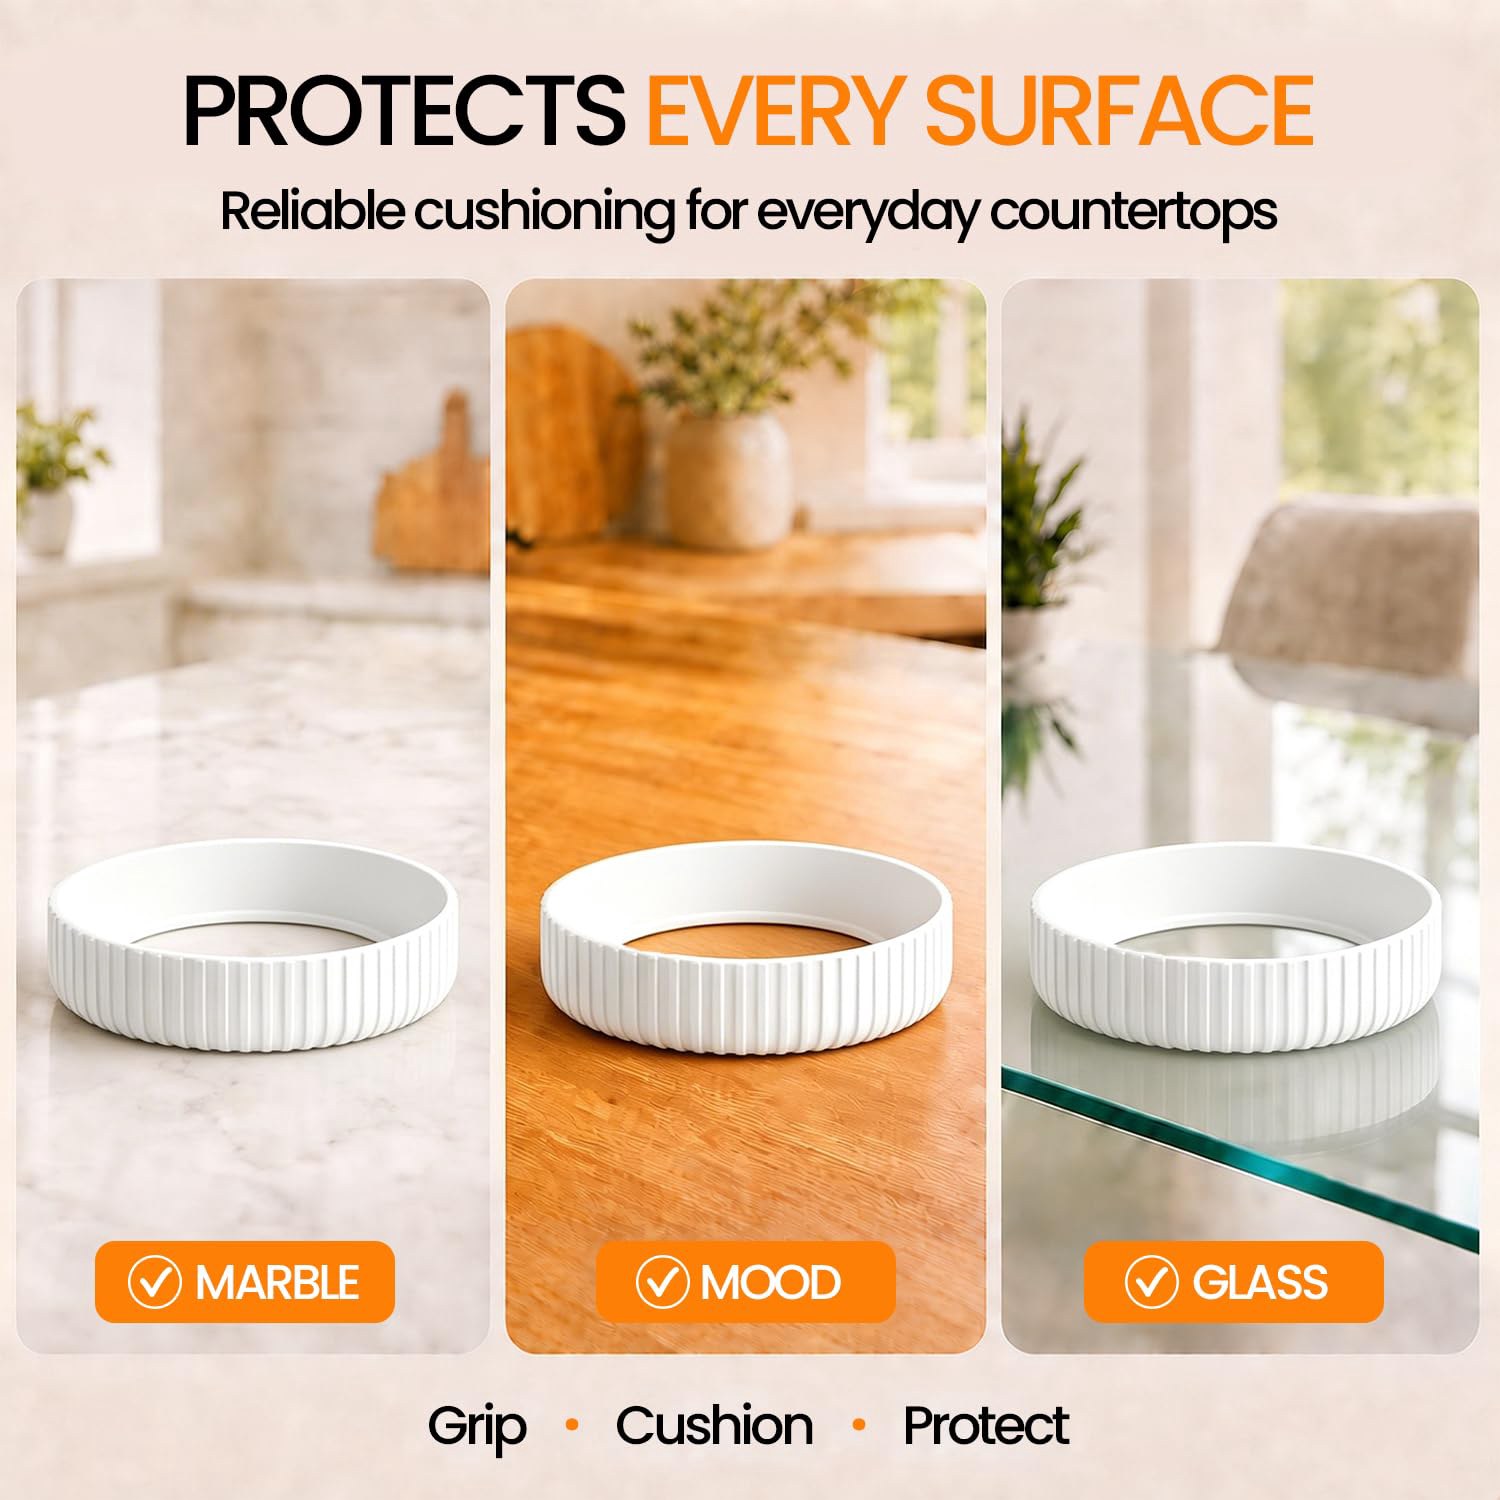 PROTECTS EVERY SURFACE
Reliable cushioning for everyday countertops
MARBLE
MOOD
GLASS
Grip • Cushion • Protect